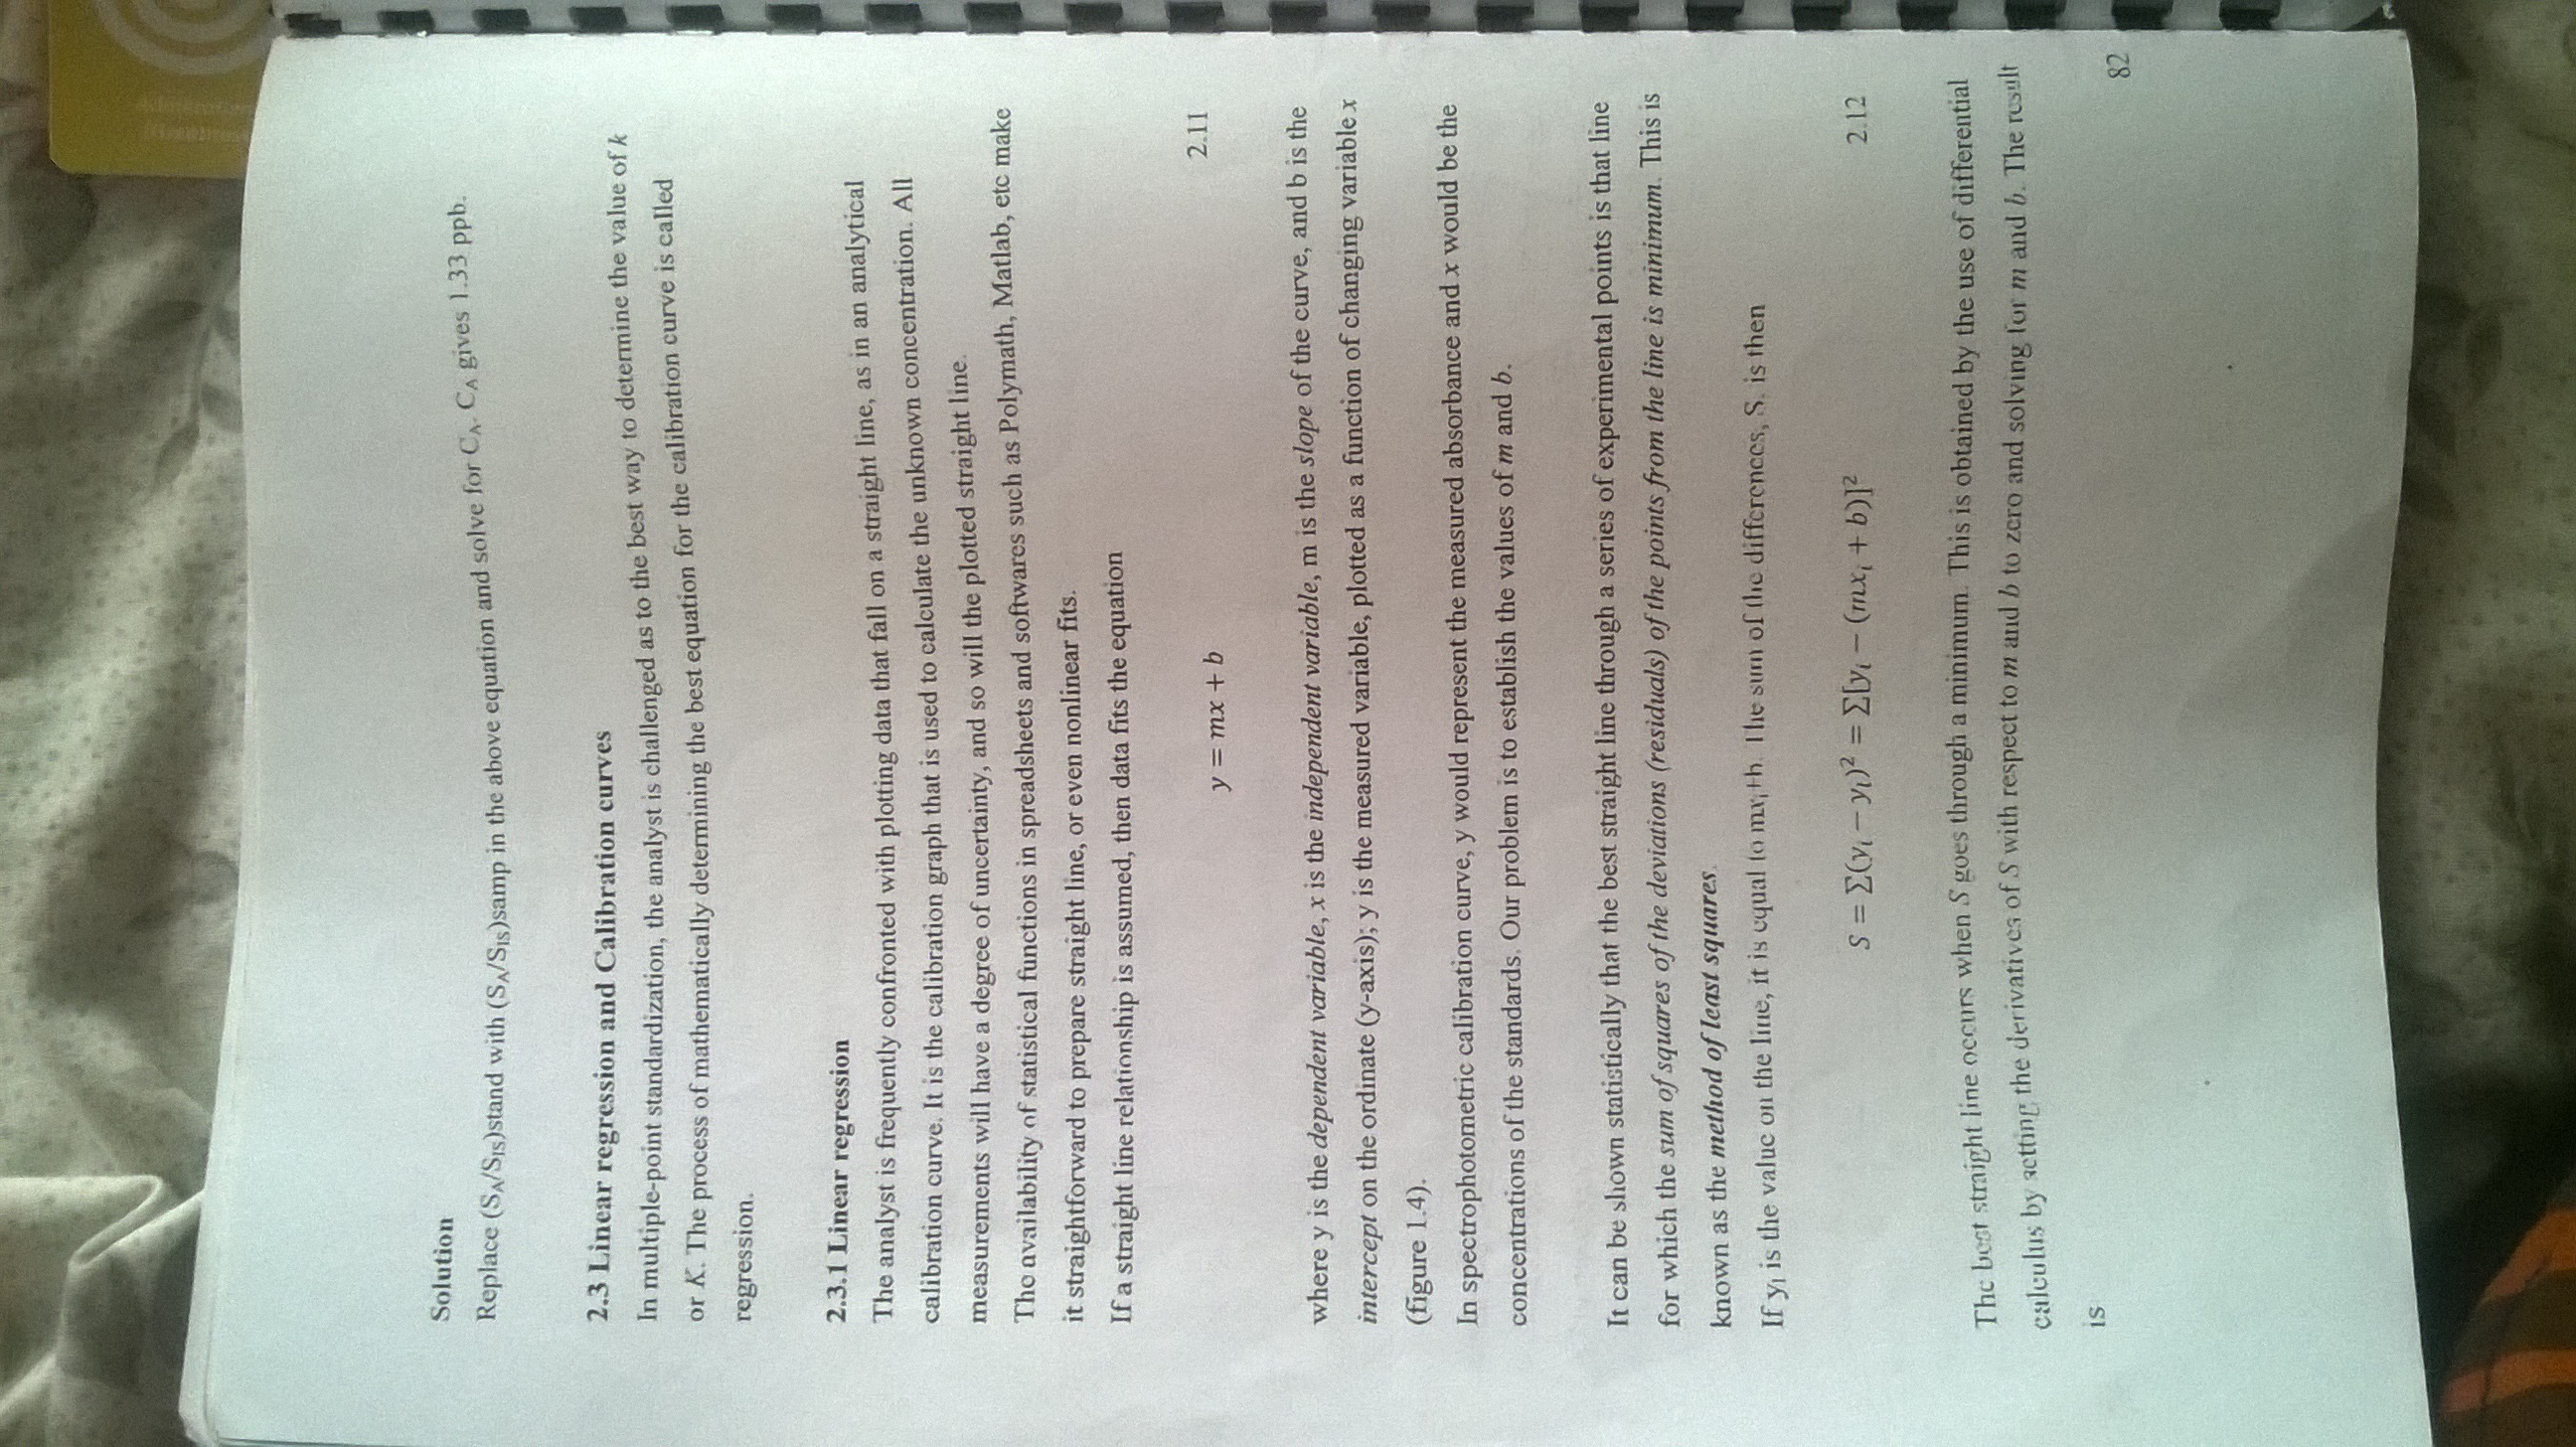 Solution
Replace (SA/SIS)stand with (SA/SIS)samp in the above equation and solve for CA. CA gives 1.33 ppb.
2.3 Linear regression and Calibration curves
In multiple-point standardization, the analyst is challenged as to the best way to determine the value of k
or K. The process of mathematically determining the best equation for the calibration curve is called
regression.
2.3.1 Linear regression
The analyst is frequently confronted with plotting data that fall on a straight line, as in an analytical
calibration curve. It is the calibration graph that is used to calculate the unknown concentration. All
measurements will have a degree of uncertainty, and so will the plotted straight line.
The availability of statistical functions in spreadsheets and softwares such as Polymath, Matlab, etc make
it straightforward to prepare straight line, or even nonlinear fits.
If a straight line relationship is assumed, then data fits the equation
y = mx + b 2.11
where y is the dependent variable, x is the independent variable, m is the slope of the curve, and b is the
intercept on the ordinate (y-axis); y is the measured variable, plotted as a function of changing variable x
(figure 1.4).
In spectrophotometric calibration curve, y would represent the measured absorbance and x would be the
concentrations of the standards. Our problem is to establish the values of m and b.
It can be shown statistically that the best straight line through a series of experimental points is that line
for which the sum of squares of the deviations (residuals) of the points from the line is minimum. This is
known as the method of least squares.
If yl is the value on the line, it is equal to mxi+b. The sum of the differences, S, is then
S = Σ(yi − yl)² = Σ[yi − (mxi + b)]² 2.12
The best straight line occurs when S goes through a minimum. This is obtained by the use of differential
calculus by setting the derivatives of S with respect to m and b to zero and solving for m and b. The result
is
82